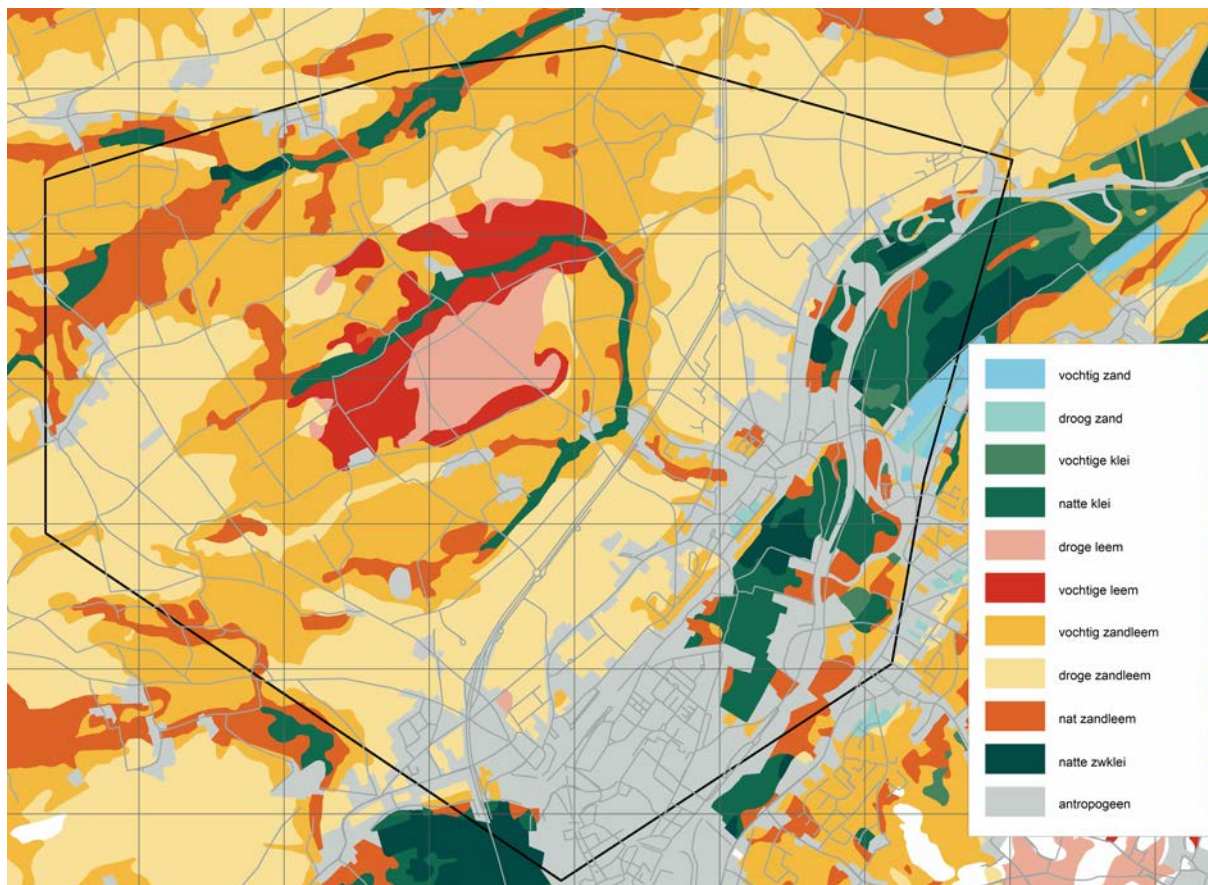 vochtig zand
droog zand
vochtige klei
natte klei
droge leem
vochtige leem
vochtig zandleem
droge zandleem
nat zandleem
natte zwklei
antropogeen